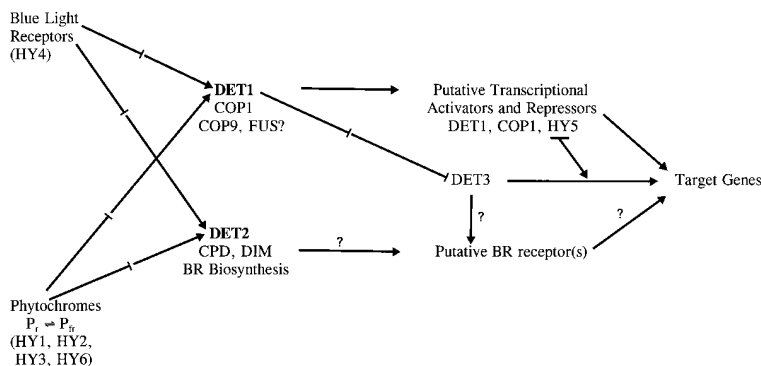 Blue Light
Receptors
(HY4)
DET1
COP1
COP9, FUS?
Putative Transcriptional
Activators and Repressors
DET1, COP1, HY5
DET3
Target Genes
?
?
DET2
CPD, DIM
BR Biosynthesis
?
Putative BR receptor(s)
Phytochromes
Pr ⇌ Pfr
(HY1, HY2,
HY3, HY6)